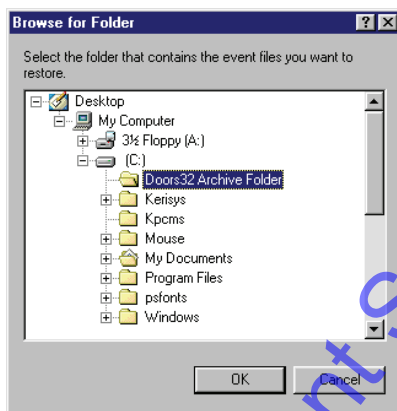 Browse for Folder
Select the folder that contains the event files you want to
restore.
Desktop
My Computer
3½ Floppy (A:)
(C:)
Doors32 Archive Folder
Kerisys
Kpcms
Mouse
My Documents
Program Files
psfonts
Windows
OK
Cancel